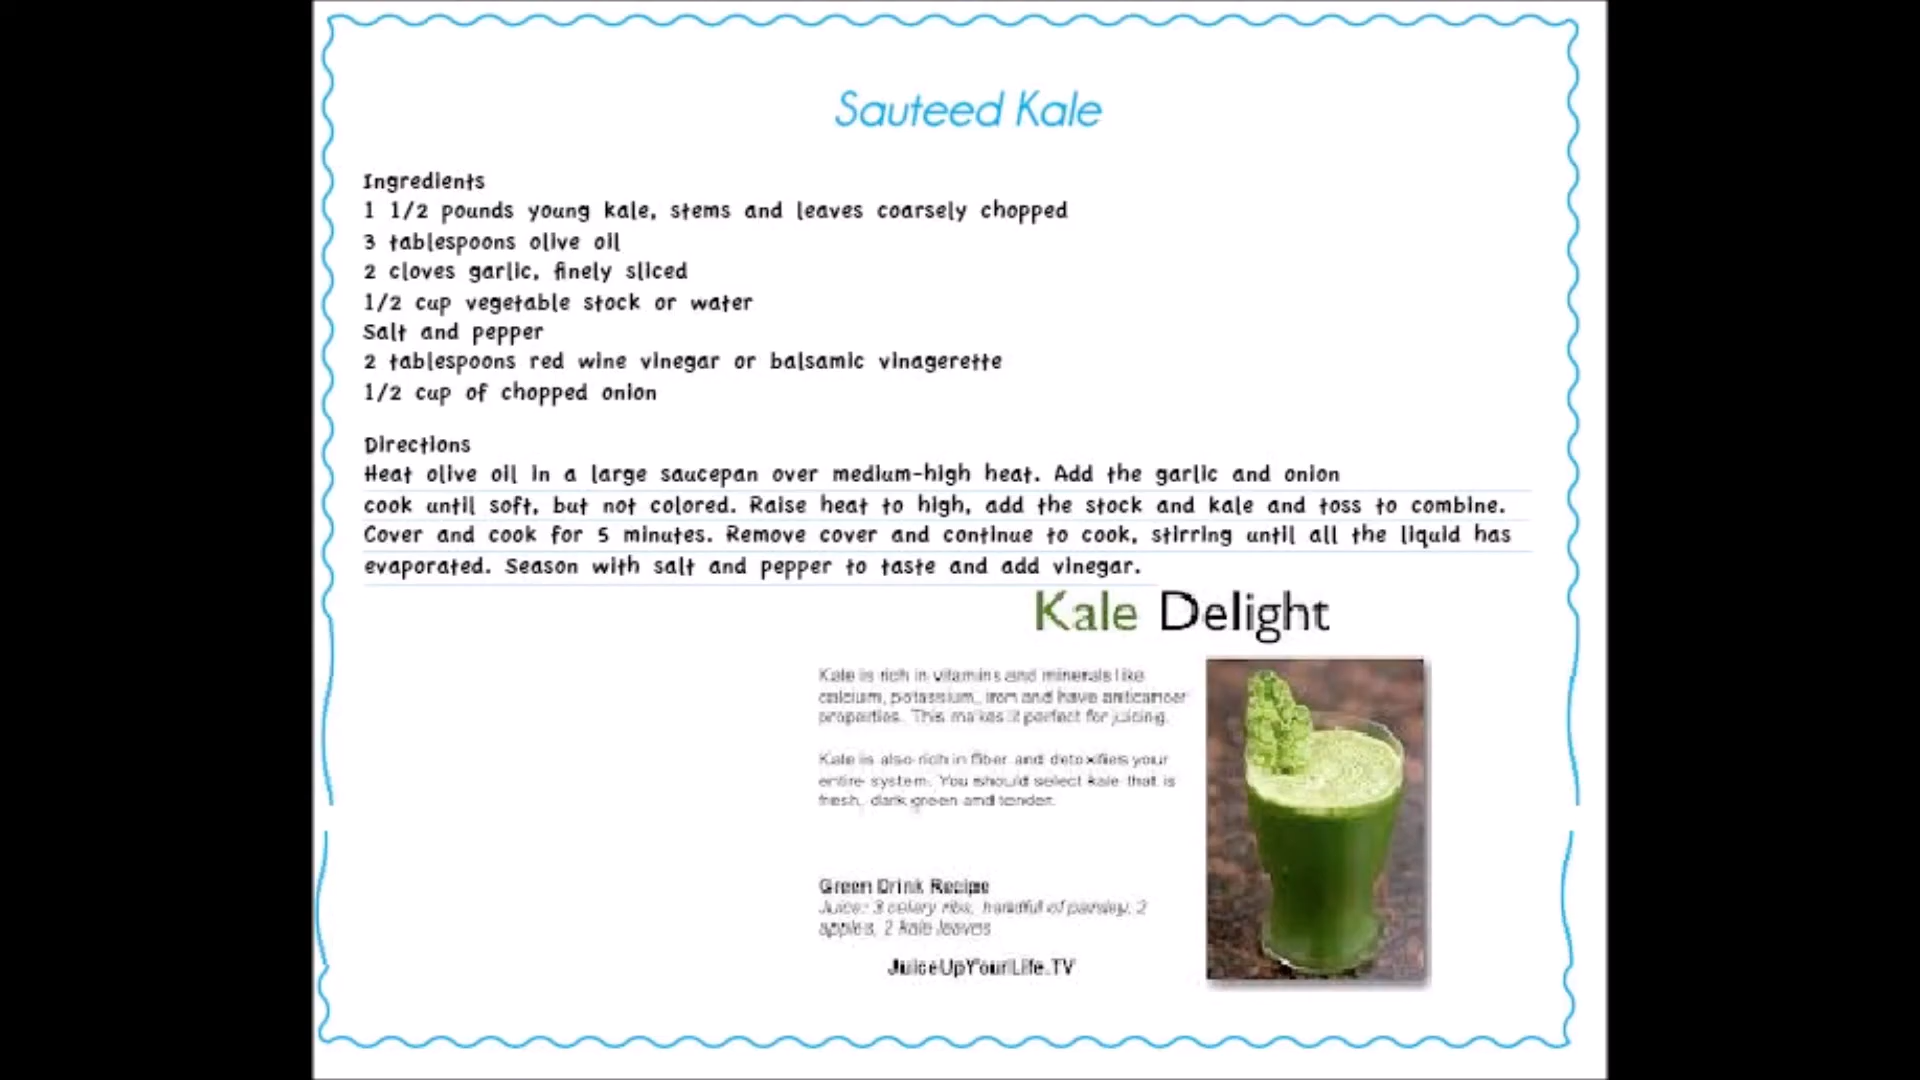 Sauteed Kale
Ingredients
1 1/2 pounds young kale, stems and leaves coarsely chopped
3 tablespoons olive oil
2 cloves garlic, finely sliced
1/2 cup vegetable stock or water
Salt and pepper
2 tablespoons red wine vinegar or balsamic vinagerette
1/2 cup of chopped onion
Directions
Heat olive oil in a large saucepan over medium-high heat. Add the garlic and onion
cook until soft, but not colored. Raise heat to high, add the stock and kale and toss to combine.
Cover and cook for 5 minutes. Remove cover and continue to cook, stirring until all the liquid has
evaporated. Season with salt and pepper to taste and add vinegar.
Kale Delight
Kale is rich in vitamins and minerals like
calcium, potassium, iron and have anticancer
properties. This makes it perfect for juicing.
Kale is also rich in fiber and detoxifies your
entire system. You should select kale that is
fresh, dark green and tender.
Green Drink Recipe
Juice: 3 celery ribs, handful of parsley, 2
apples, 2 kale leaves
JuiceUpYourLife.TV